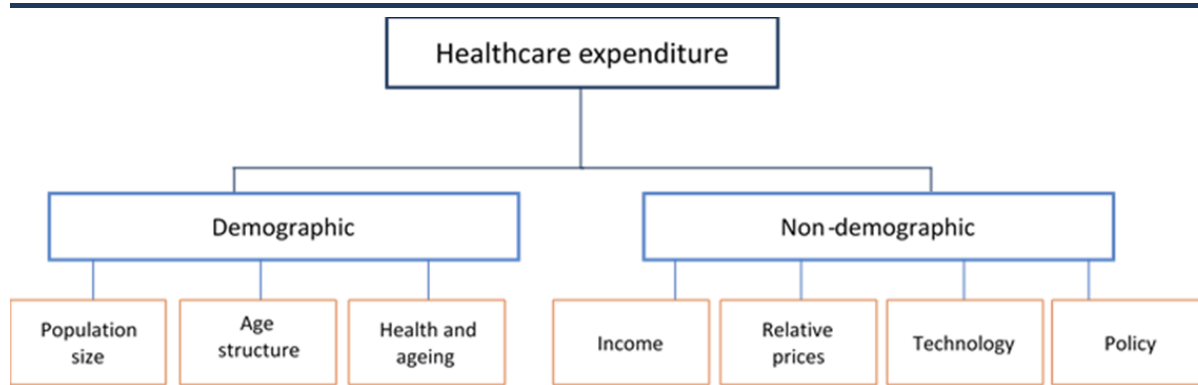 Healthcare expenditure
Demographic
Non-demographic
Population
size
Age
structure
Health and
ageing
Income
Relative
prices
Technology
Policy